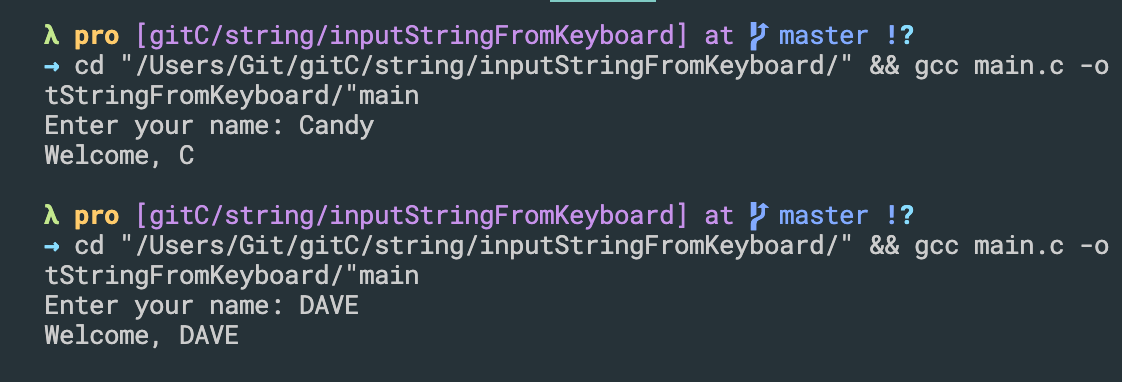 λ pro [gitC/string/inputStringFromKeyboard] at master !?
→ cd "/Users/Git/gitC/string/inputStringFromKeyboard/" && gcc main.c -o
tStringFromKeyboard/"main
Enter your name: Candy
Welcome, C
λ pro [gitC/string/inputStringFromKeyboard] at master !?
→ cd "/Users/Git/gitC/string/inputStringFromKeyboard/" && gcc main.c -o
tStringFromKeyboard/"main
Enter your name: DAVE
Welcome, DAVE